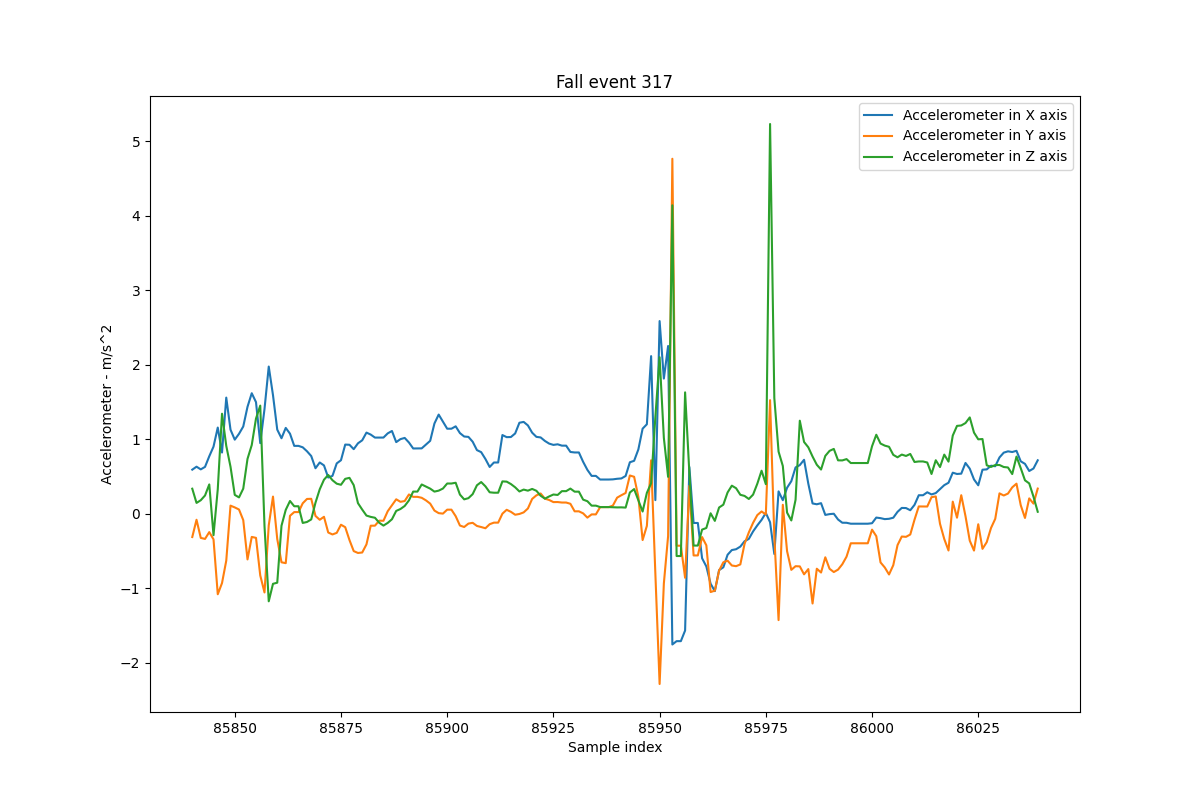 Fall event 317
Accelerometer in X axis
Accelerometer in Y axis
Accelerometer in Z axis
Accelerometer - m/s^2
5
4
3
2
1
0
−1
−2
85850 85875 85900 85925 85950 85975 86000 86025
Sample index